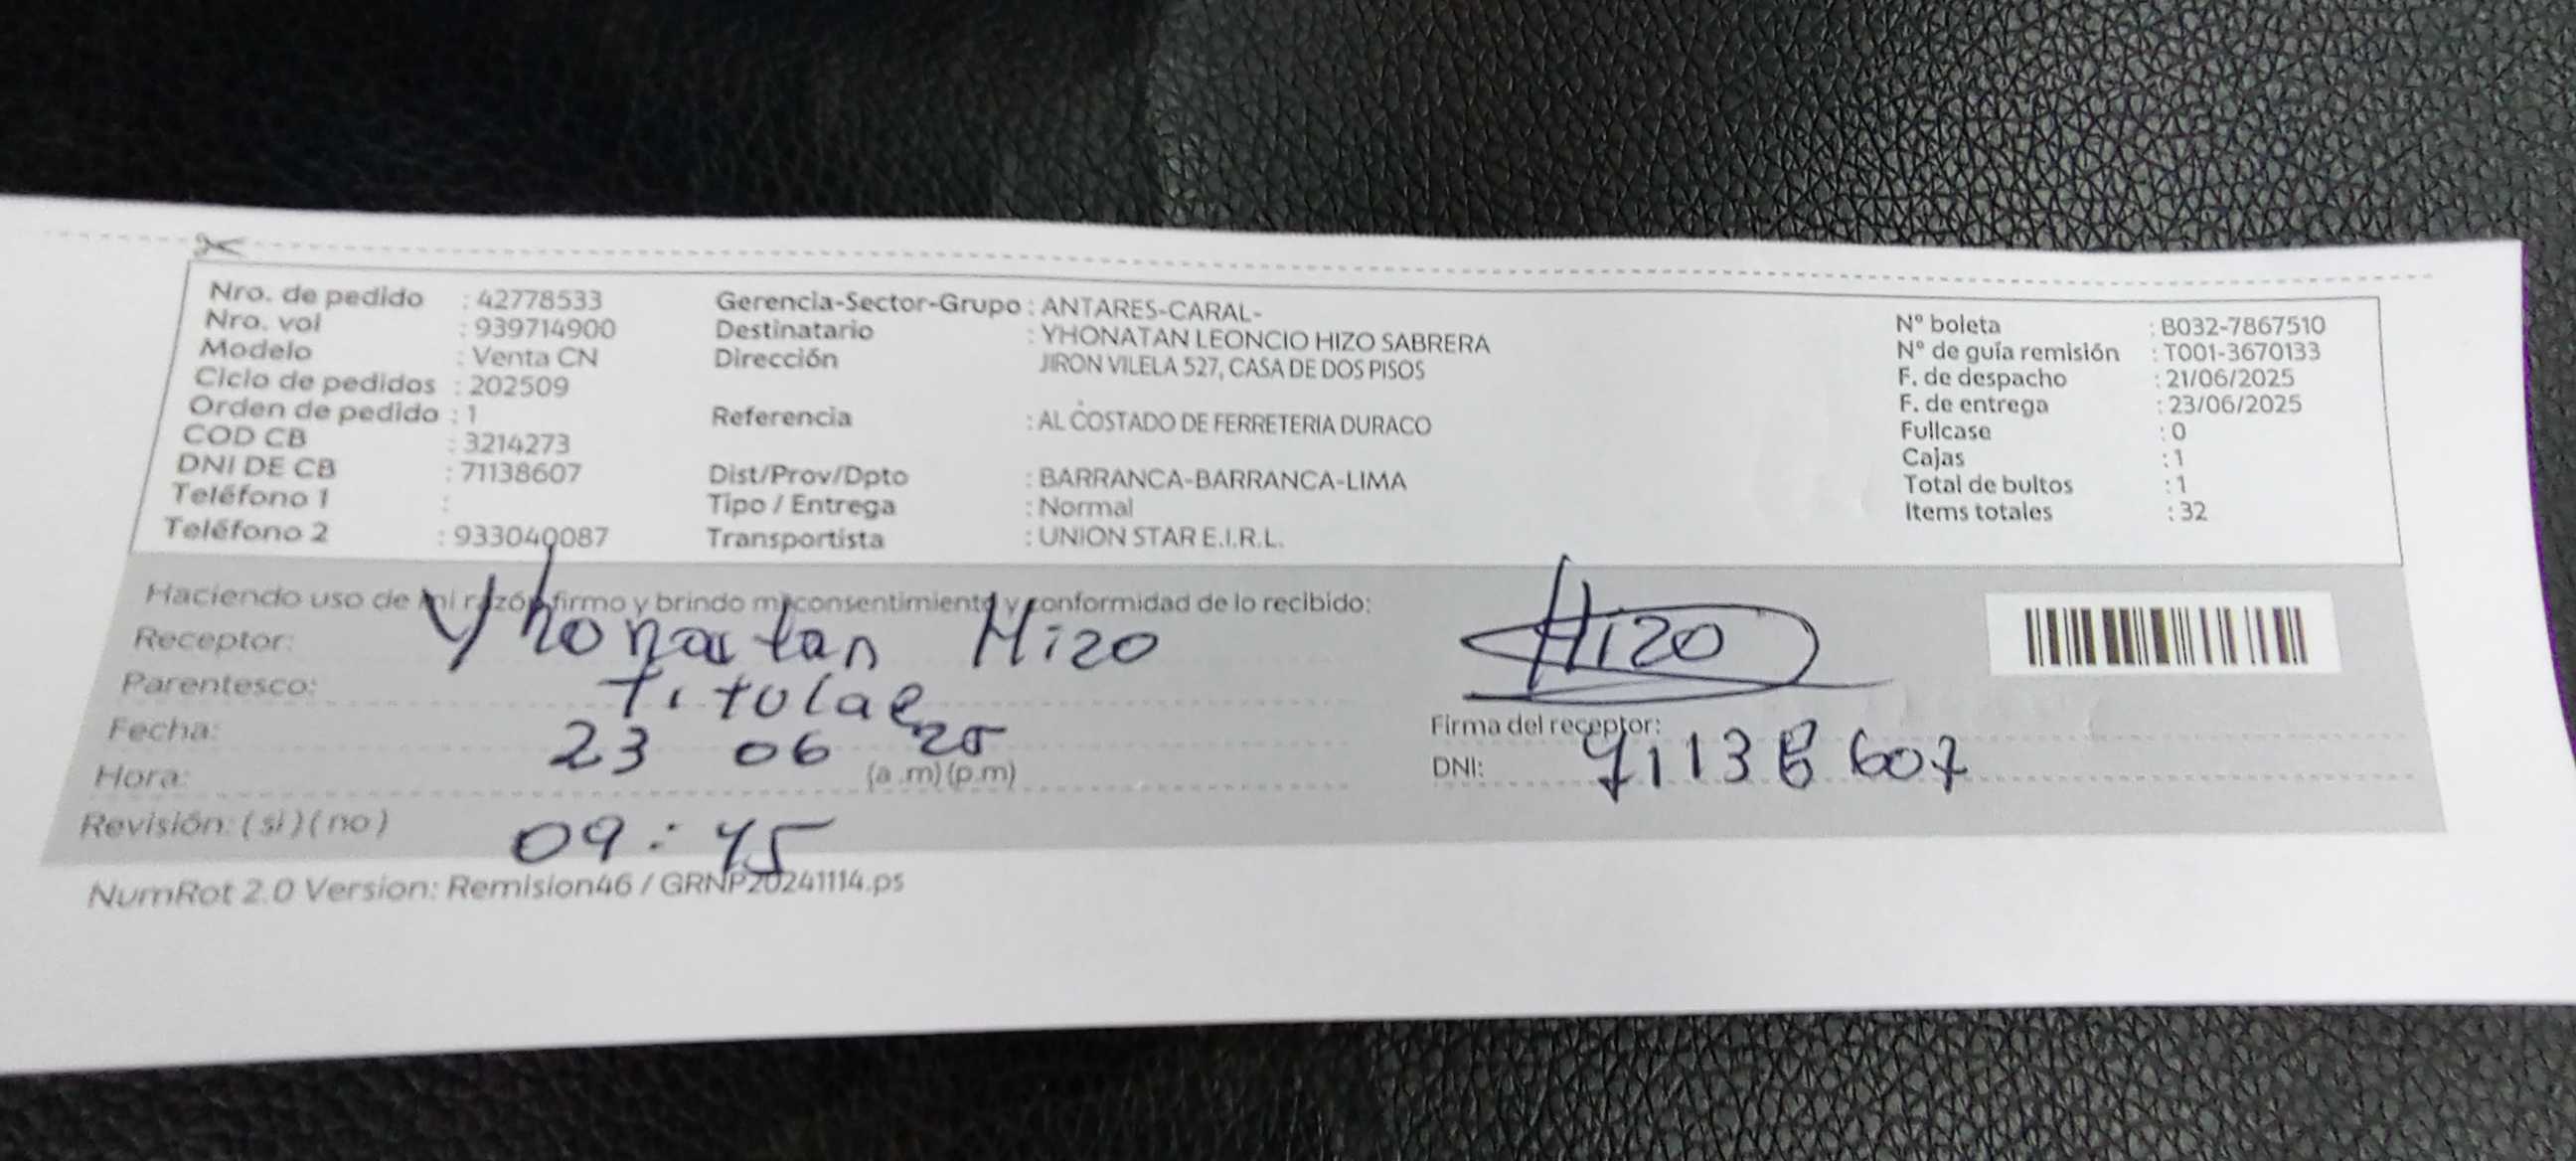 Nro. de pedido : 42778533
Nro. vol : 939714900
Modelo : Venta CN
Ciclo de pedidos : 202509
Orden de pedido : 1
COD CB : 3214273
DNI DE CB : 71138607
Teléfono 1 :
Teléfono 2 : 933040087
Gerencia-Sector-Grupo : ANTARES-CARAL-
Destinatario : YHONATAN LEONCIO HIZO SABRERA
Dirección JIRON VILELA 527, CASA DE DOS PISOS
Referencia : AL COSTADO DE FERRETERIA DURACO
Dist/Prov/Dpto : BARRANCA-BARRANCA-LIMA
Tipo / Entrega : Normal
Transportista : UNION STAR E.I.R.L.
N° boleta : B032-7867510
N° de guía remisión : T001-3670133
F. de despacho : 21/06/2025
F. de entrega : 23/06/2025
Fullcase : 0
Cajas : 1
Total de bultos : 1
Items totales : 32
Haciendo uso de mi razón firmo y brindo mi consentimiento y conformidad de lo recibido:
Receptor: Yhonatan Hizo
Parentesco: Titular
Fecha: 23 06 25
Hora: (a.m)(p.m)
Revisión: (si)(no) 09:45
HIZO
Firma del receptor:
DNI: 71138607
NumRot 2.0 Version: Remision46 / GRNP20241114.ps